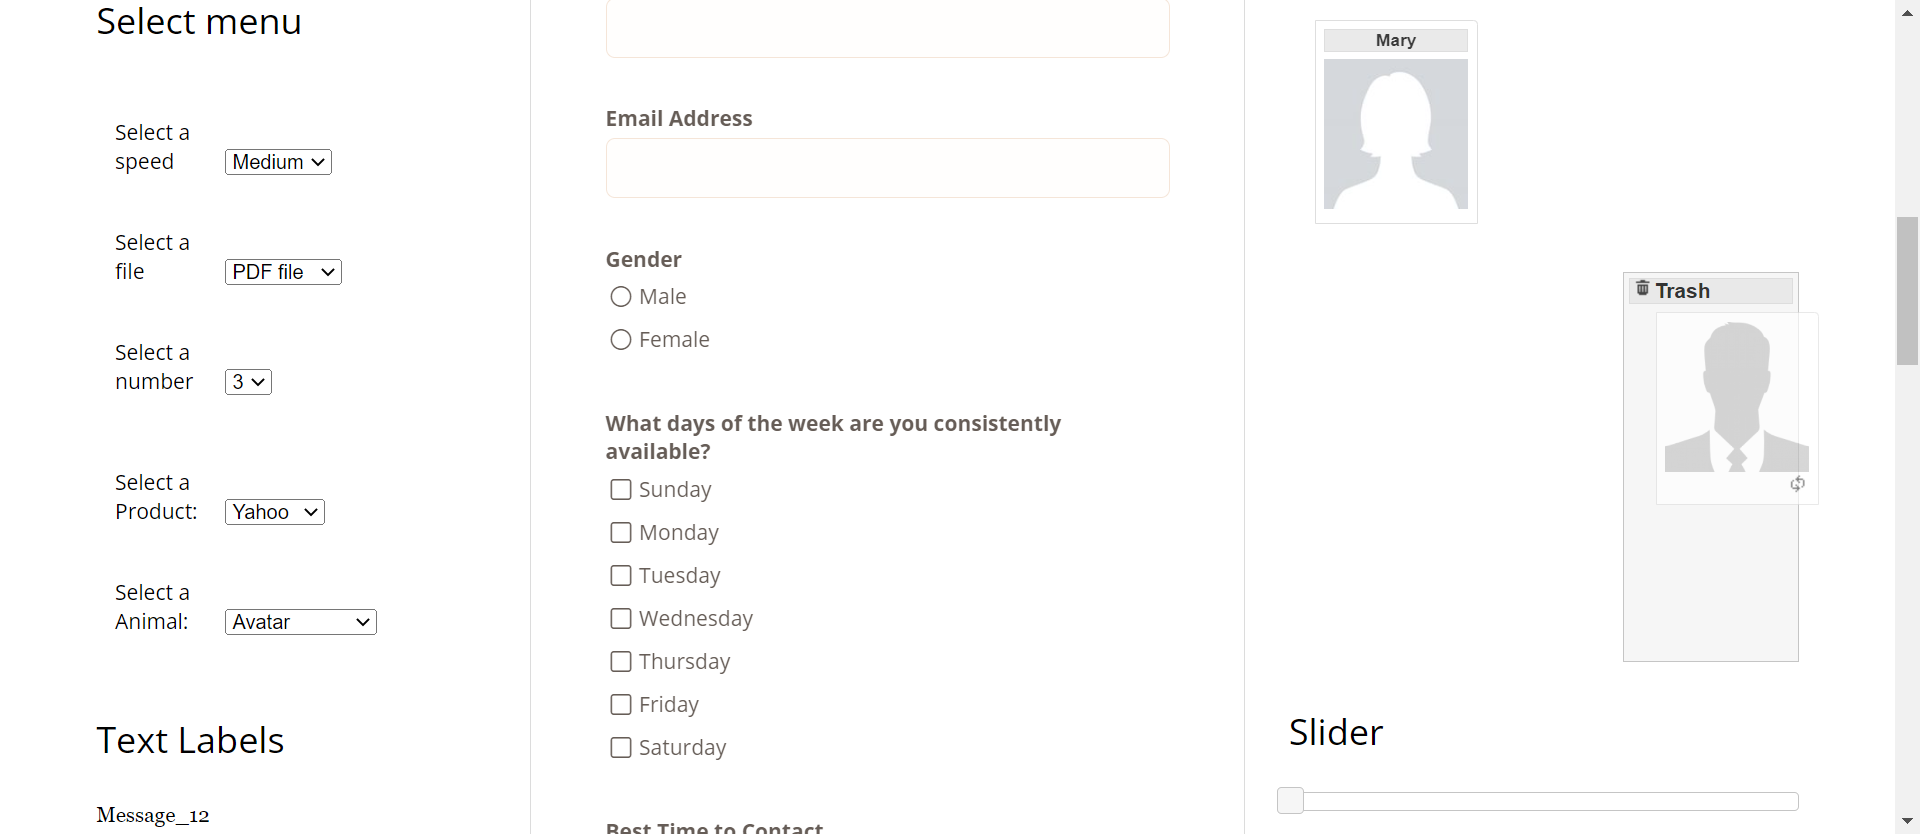 Select menu
Select a
speed
Medium
Select a
file
PDF file
Select a
number
3
Select a
Product:
Yahoo
Select a
Animal:
Avatar
Text Labels
Message_12
Email Address
Gender
Male
Female
What days of the week are you consistently
available?
Sunday
Monday
Tuesday
Wednesday
Thursday
Friday
Saturday
Best Time to Contact
Mary
Trash
Slider